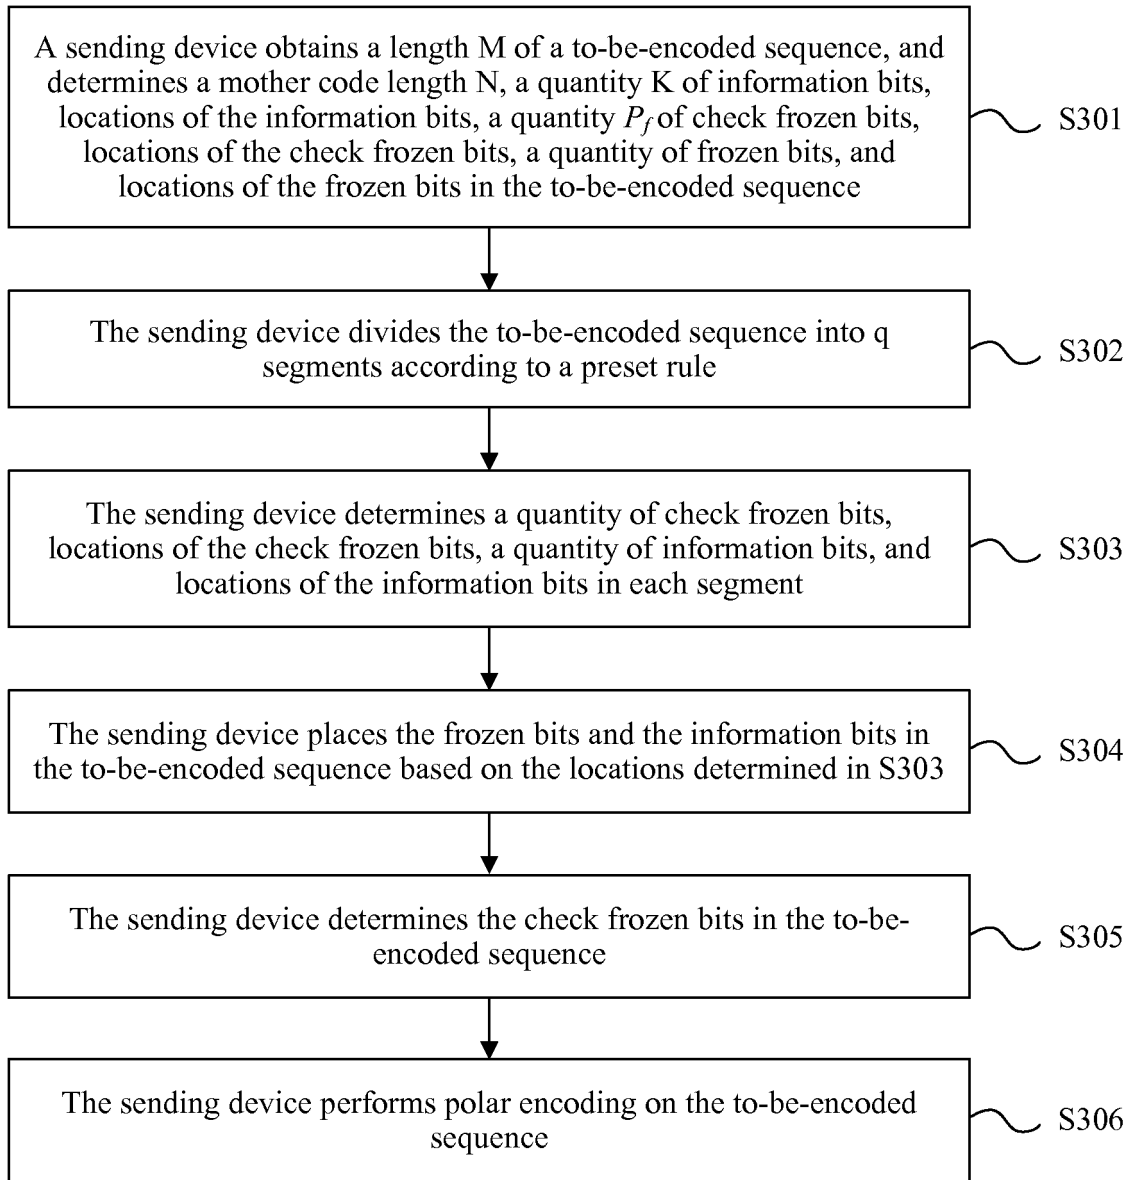 A sending device obtains a length M of a to-be-encoded sequence, and
determines a mother code length N, a quantity K of information bits,
locations of the information bits, a quantity P_f of check frozen bits,
locations of the check frozen bits, a quantity of frozen bits, and
locations of the frozen bits in the to-be-encoded sequence
S301
The sending device divides the to-be-encoded sequence into q
segments according to a preset rule
S302
The sending device determines a quantity of check frozen bits,
locations of the check frozen bits, a quantity of information bits, and
locations of the information bits in each segment
S303
The sending device places the frozen bits and the information bits in
the to-be-encoded sequence based on the locations determined in S303
S304
The sending device determines the check frozen bits in the to-be-
encoded sequence
S305
The sending device performs polar encoding on the to-be-encoded
sequence
S306